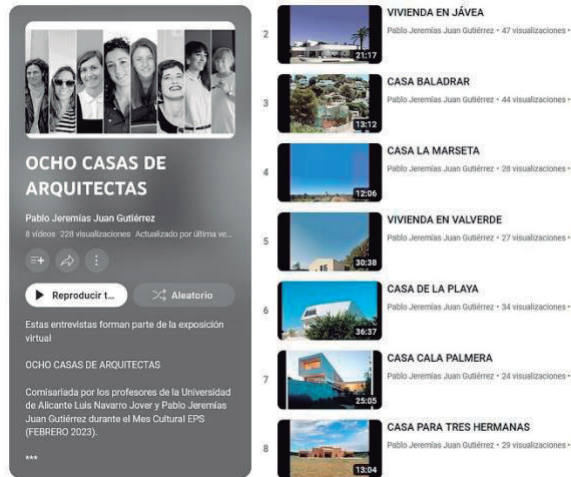 OCHO CASAS DE
ARQUITECTAS
Pablo Jeremías Juan Gutiérrez
8 vídeos 228 visualizaciones Actualizado por última ve...
Reproducir t...
Aleatorio
Estas entrevistas forman parte de la exposición
virtual
OCHO CASAS DE ARQUITECTAS
Comisariada por los profesores de la Universidad
de Alicante Luis Navarro Jover y Pablo Jeremías
Juan Gutiérrez durante el Mes Cultural EPS
(FEBRERO 2023).
***
2
21:17
VIVIENDA EN JÁVEA
Pablo Jeremías Juan Gutiérrez • 47 visualizaciones •
3
13:12
CASA BALADRAR
Pablo Jeremías Juan Gutiérrez • 44 visualizaciones •
4
12:06
CASA LA MARSETA
Pablo Jeremías Juan Gutiérrez • 28 visualizaciones •
5
30:38
VIVIENDA EN VALVERDE
Pablo Jeremías Juan Gutiérrez • 27 visualizaciones •
6
36:37
CASA DE LA PLAYA
Pablo Jeremías Juan Gutiérrez • 34 visualizaciones •
7
25:05
CASA CALA PALMERA
Pablo Jeremías Juan Gutiérrez • 24 visualizaciones •
8
13:04
CASA PARA TRES HERMANAS
Pablo Jeremías Juan Gutiérrez • 29 visualizaciones •